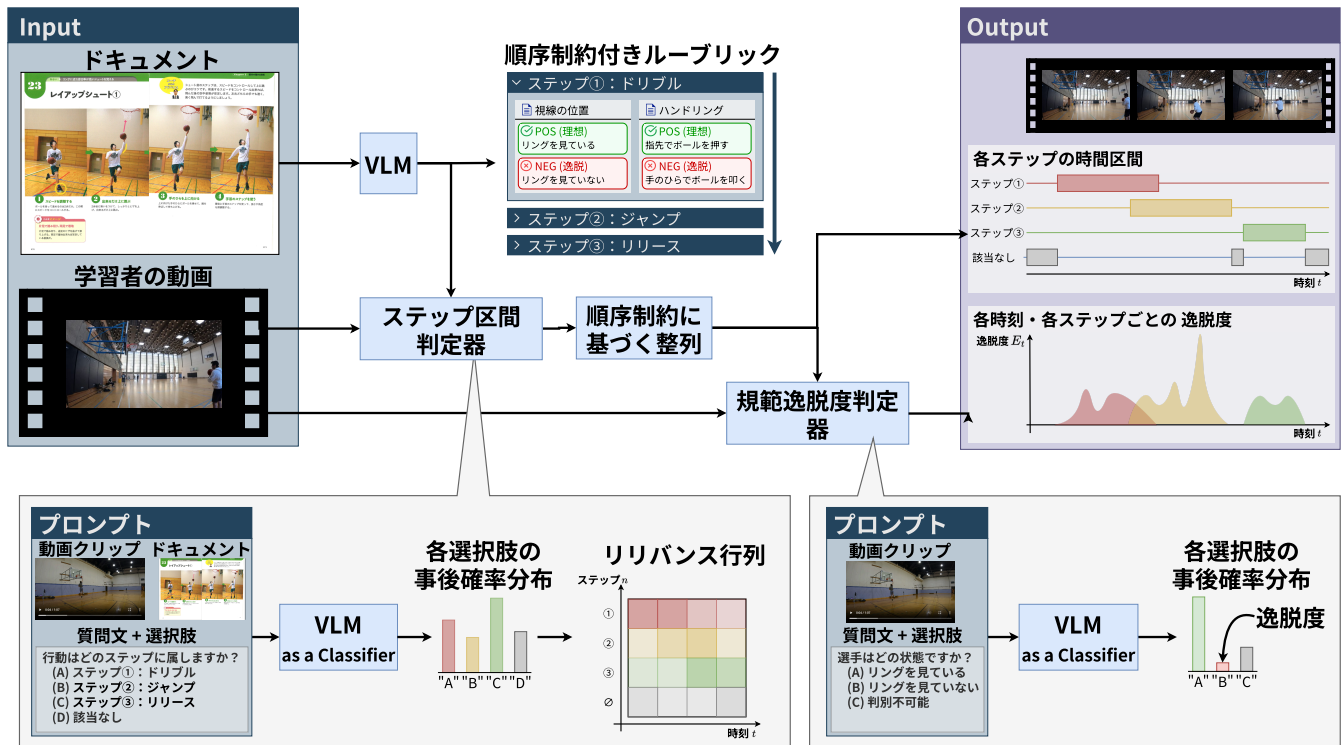 Input
ドキュメント
23
レイアップシュート①
学習者の動画
VLM
順序制約付きルーブリック
ステップ①：ドリブル
視線の位置
POS (理想)
リングを見ている
NEG (逸脱)
リングを見ていない
ハンドリング
POS (理想)
指先でボールを押す
NEG (逸脱)
手のひらでボールを叩く
ステップ②：ジャンプ
ステップ③：リリース
ステップ区間
判定器
順序制約に
基づく整列
規範逸脱度判定
器
Output
各ステップの時間区間
ステップ①
ステップ②
ステップ③
該当なし
時刻 t
各時刻・各ステップごとの 逸脱度
逸脱度 Et
時刻 t
プロンプト
動画クリップ ドキュメント
質問文 + 選択肢
行動はどのステップに属しますか？
(A) ステップ①：ドリブル
(B) ステップ②：ジャンプ
(C) ステップ③：リリース
(D) 該当なし
VLM
as a Classifier
各選択肢の
事後確率分布
"A" "B" "C" "D"
リリバンス行列
ステップn
①
②
③
∅
時刻 t
プロンプト
動画クリップ
質問文 + 選択肢
選手はどの状態ですか？
(A) リングを見ている
(B) リングを見ていない
(C) 判別不可能
VLM
as a Classifier
各選択肢の
事後確率分布
逸脱度
"A" "B" "C"